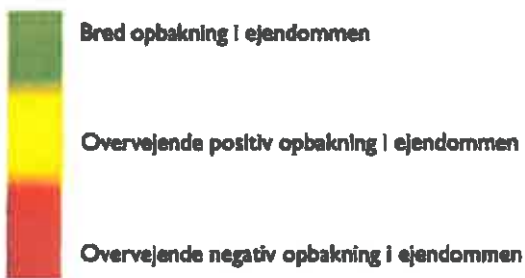 Bred opbakning i ejendommen
Overvejende positiv opbakning i ejendommen
Overvejende negativ opbakning i ejendommen